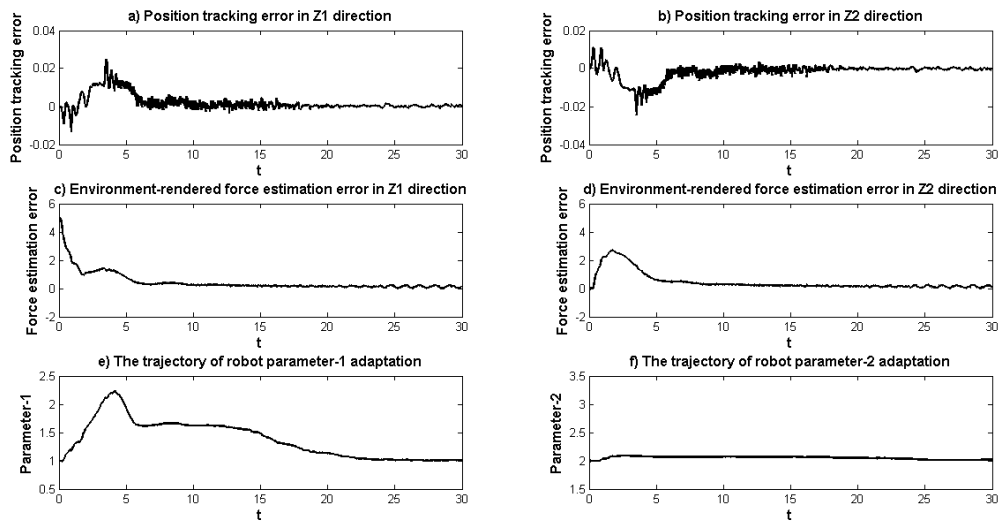 a) Position tracking error in Z1 direction
Position tracking error
0.04
0.02
0
-0.02
0 5 10 15 20 25 30
t
b) Position tracking error in Z2 direction
Position tracking error
0.02
0
-0.02
-0.04
0 5 10 15 20 25 30
t
c) Environment-rendered force estimation error in Z1 direction
Force estimation error
6
4
2
0
-2
0 5 10 15 20 25 30
t
d) Environment-rendered force estimation error in Z2 direction
Force estimation error
6
4
2
0
-2
0 5 10 15 20 25 30
t
e) The trajectory of robot parameter-1 adaptation
Parameter-1
2.5
2
1.5
1
0.5
0 5 10 15 20 25 30
t
f) The trajectory of robot parameter-2 adaptation
Parameter-2
3.5
3
2.5
2
1.5
0 5 10 15 20 25 30
t